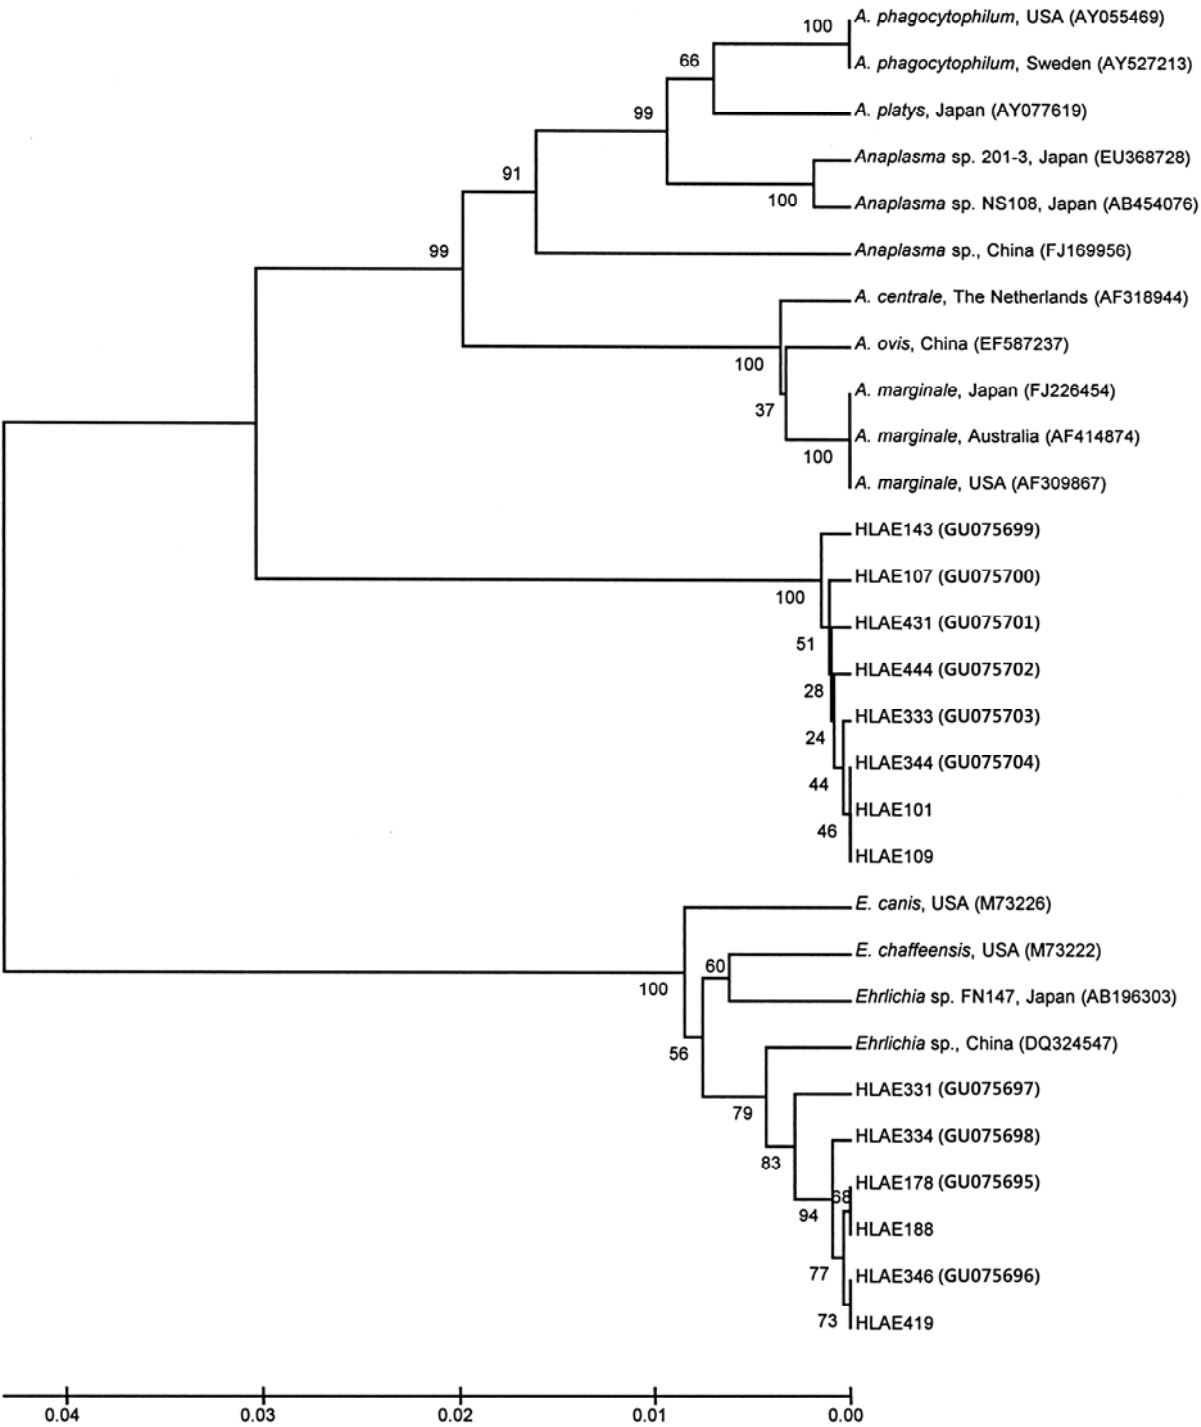 A. phagocytophilum, USA (AY055469)
100
A. phagocytophilum, Sweden (AY527213)
66
A. platys, Japan (AY077619)
99
Anaplasma sp. 201-3, Japan (EU368728)
91
100
Anaplasma sp. NS108, Japan (AB454076)
99
Anaplasma sp., China (FJ169956)
A. centrale, The Netherlands (AF318944)
A. ovis, China (EF587237)
100
A. marginale, Japan (FJ226454)
37
A. marginale, Australia (AF414874)
100
A. marginale, USA (AF309867)
HLAE143 (GU075699)
HLAE107 (GU075700)
100
HLAE431 (GU075701)
51
HLAE444 (GU075702)
28
HLAE333 (GU075703)
24
HLAE344 (GU075704)
44
HLAE101
46
HLAE109
E. canis, USA (M73226)
E. chaffeensis, USA (M73222)
60
100
Ehrlichia sp. FN147, Japan (AB196303)
Ehrlichia sp., China (DQ324547)
56
HLAE331 (GU075697)
79
HLAE334 (GU075698)
83
HLAE178 (GU075695)
68
94
HLAE188
77
HLAE346 (GU075696)
73
HLAE419
0.04 0.03 0.02 0.01 0.00